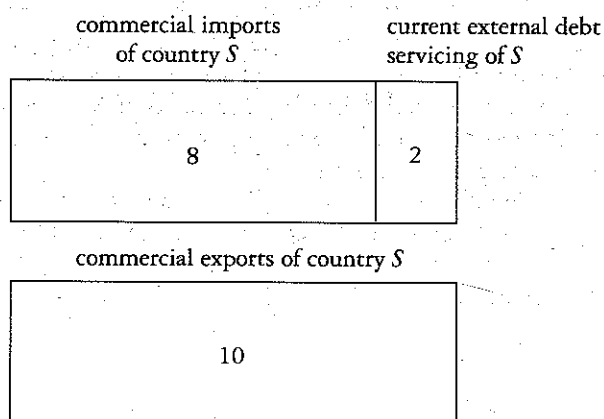 commercial imports
of country S
current external debt
servicing of S
8
2
commercial exports of country S
10